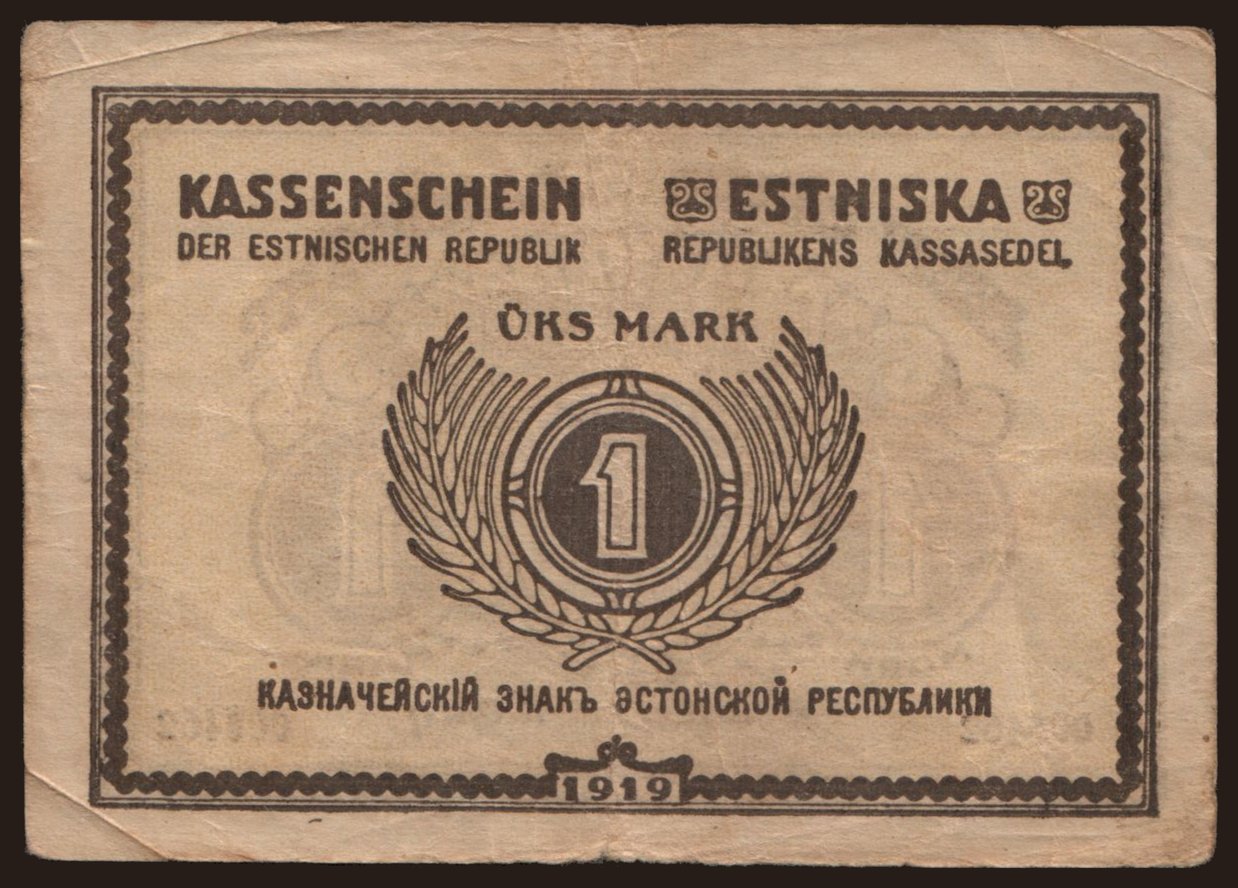 KASSENSCHEIN
DER ESTNISCHEN REPUBLIK
ESTNISKA
REPUBLIKENS KASSASEDEL
ÜKS MARK
1
КАЗНАЧЕЙСКІЙ ЗНАКЪ ЭСТОНСКОЙ РЕСПУБЛИКИ
1919